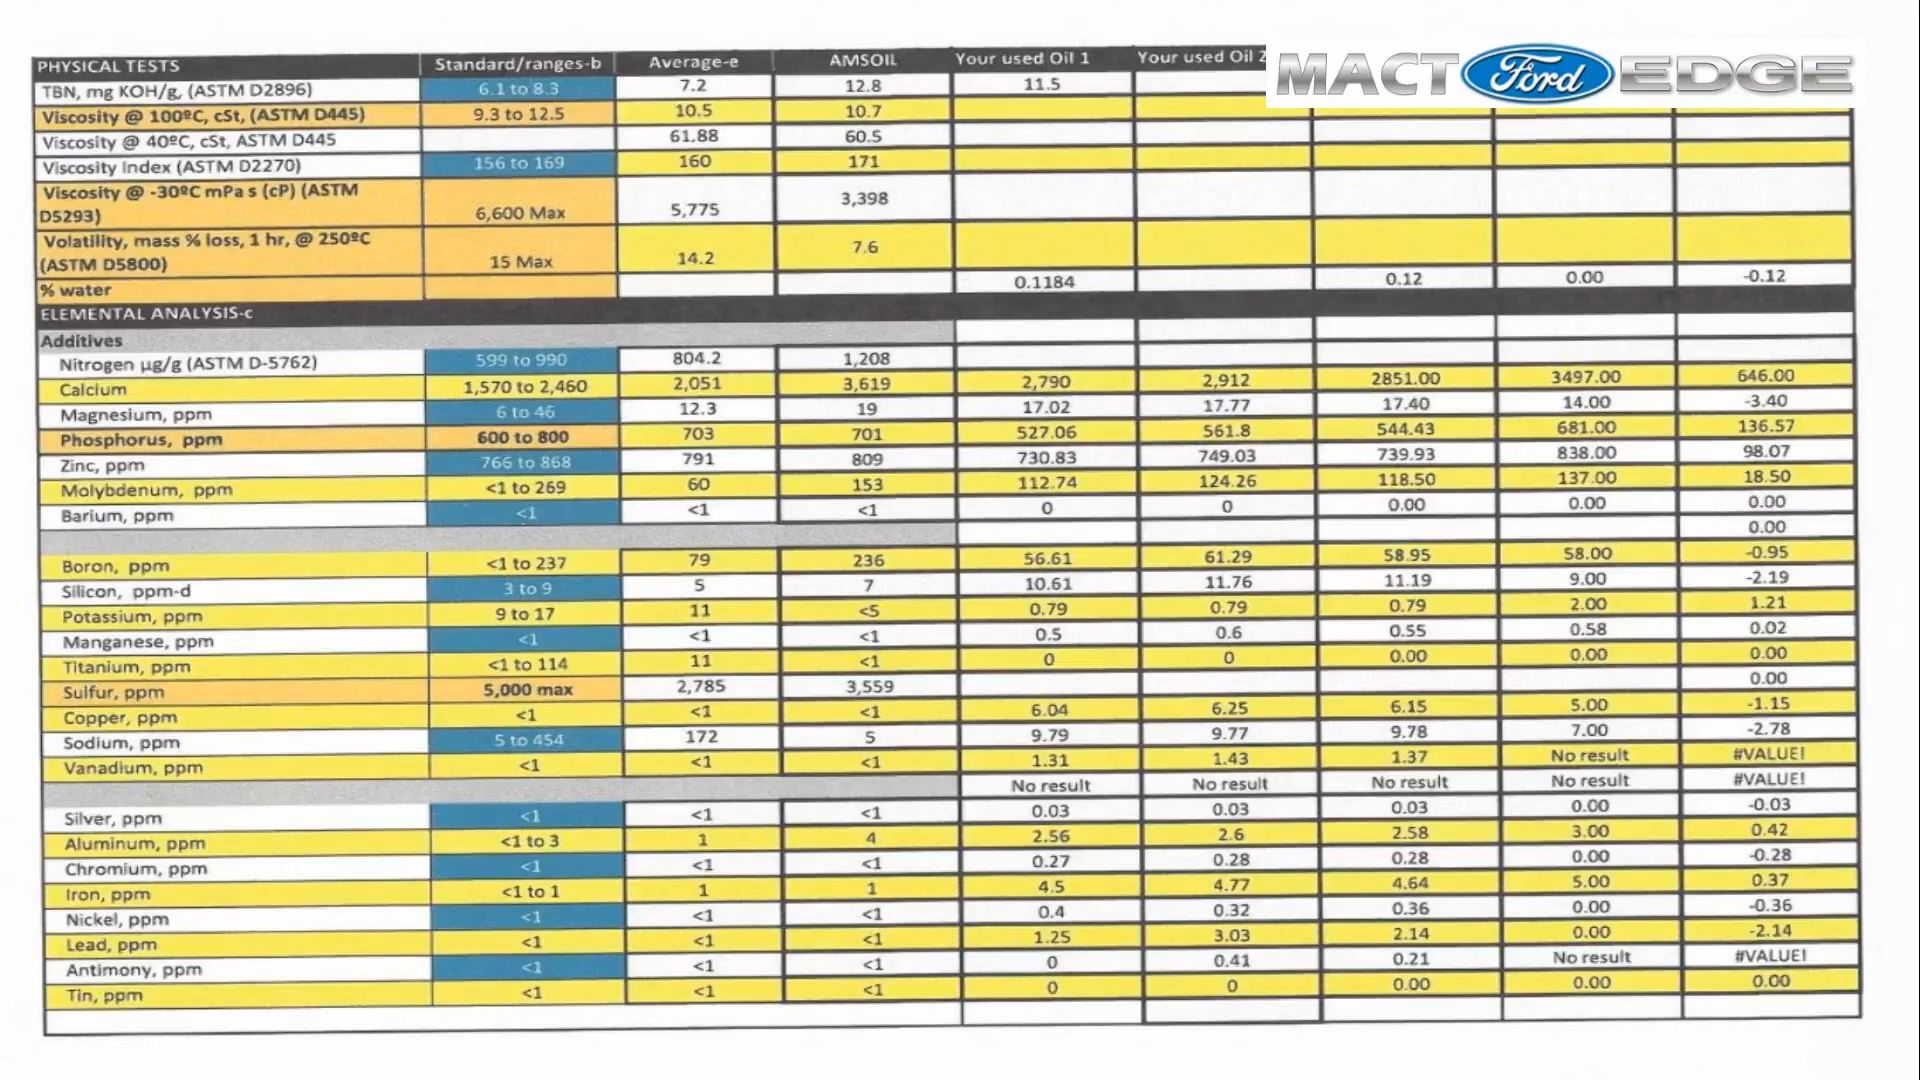 MACT Ford EDGE
PHYSICAL TESTS Standard/ranges-b Average-e AMSOIL Your used Oil 1 Your used Oil 2
TBN, mg KOH/g, (ASTM D2896) 6.1 to 8.3 7.2 12.8 11.5
Viscosity @ 100ºC, cSt, (ASTM D445) 9.3 to 12.5 10.5 10.7
Viscosity @ 40ºC, cSt, ASTM D445 61.88 60.5
Viscosity Index (ASTM D2270) 156 to 169 160 171
Viscosity @ -30ºC mPa s (cP) (ASTM
D5293) 6,600 Max 5,775 3,398
Volatility, mass % loss, 1 hr, @ 250ºC
(ASTM D5800) 15 Max 14.2 7.6
% water 0.1184 0.12 0.00 -0.12
ELEMENTAL ANALYSIS-c
Additives
Nitrogen µg/g (ASTM D-5762) 599 to 990 804.2 1,208
Calcium 1,570 to 2,460 2,051 3,619 2,790 2,912 2851.00 3497.00 646.00
Magnesium, ppm 6 to 46 12.3 19 17.02 17.77 17.40 14.00 -3.40
Phosphorus, ppm 600 to 800 703 701 527.06 561.8 544.43 681.00 136.57
Zinc, ppm 766 to 868 791 809 730.83 749.03 739.93 838.00 98.07
Molybdenum, ppm <1 to 269 60 153 112.74 124.26 118.50 137.00 18.50
Barium, ppm <1 <1 <1 0 0 0.00 0.00 0.00
0.00
Boron, ppm <1 to 237 79 236 56.61 61.29 58.95 58.00 -0.95
Silicon, ppm-d 3 to 9 5 7 10.61 11.76 11.19 9.00 -2.19
Potassium, ppm 9 to 17 11 <5 0.79 0.79 0.79 2.00 1.21
Manganese, ppm <1 <1 <1 0.5 0.6 0.55 0.58 0.02
Titanium, ppm <1 to 114 11 <1 0 0 0.00 0.00 0.00
Sulfur, ppm 5,000 max 2,785 3,559 0.00
Copper, ppm <1 <1 <1 6.04 6.25 6.15 5.00 -1.15
Sodium, ppm 5 to 454 172 5 9.79 9.77 9.78 7.00 -2.78
Vanadium, ppm <1 <1 <1 1.31 1.43 1.37 No result #VALUE!
No result No result No result No result #VALUE!
Silver, ppm <1 <1 <1 0.03 0.03 0.03 0.00 -0.03
Aluminum, ppm <1 to 3 1 4 2.56 2.6 2.58 3.00 0.42
Chromium, ppm <1 <1 <1 0.27 0.28 0.28 0.00 -0.28
Iron, ppm <1 to 1 1 1 4.5 4.77 4.64 5.00 0.37
Nickel, ppm <1 <1 <1 0.4 0.32 0.36 0.00 -0.36
Lead, ppm <1 <1 <1 1.25 3.03 2.14 0.00 -2.14
Antimony, ppm <1 <1 <1 0 0.41 0.21 No result #VALUE!
Tin, ppm <1 <1 <1 0 0 0.00 0.00 0.00